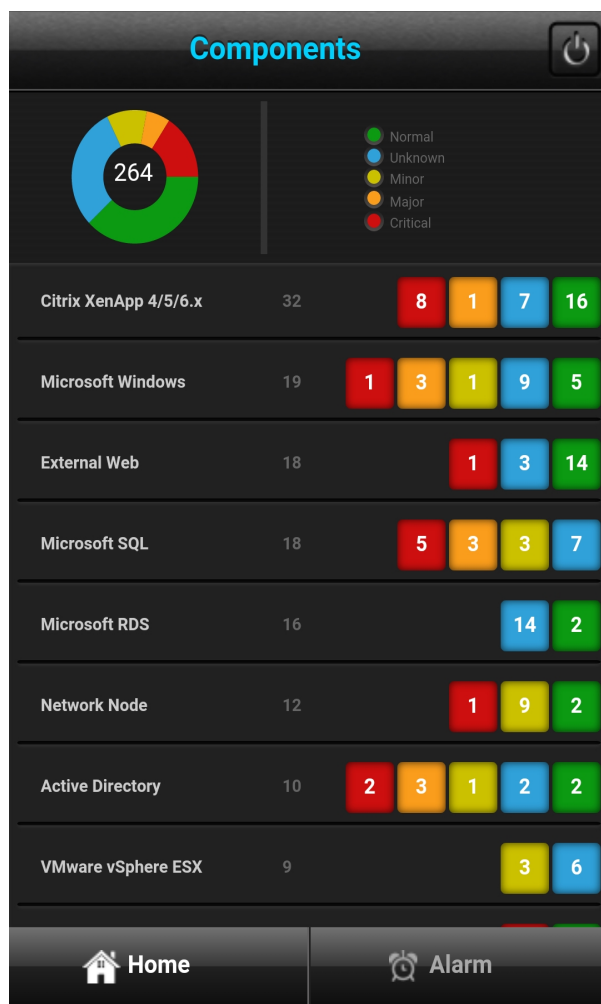 Components
264
Normal
Unknown
Minor
Major
Critical
Citrix XenApp 4/5/6.x 32 8 1 7 16
Microsoft Windows 19 1 3 1 9 5
External Web 18 1 3 14
Microsoft SQL 18 5 3 3 7
Microsoft RDS 16 14 2
Network Node 12 1 9 2
Active Directory 10 2 3 1 2 2
VMware vSphere ESX 9 3 6
Home Alarm